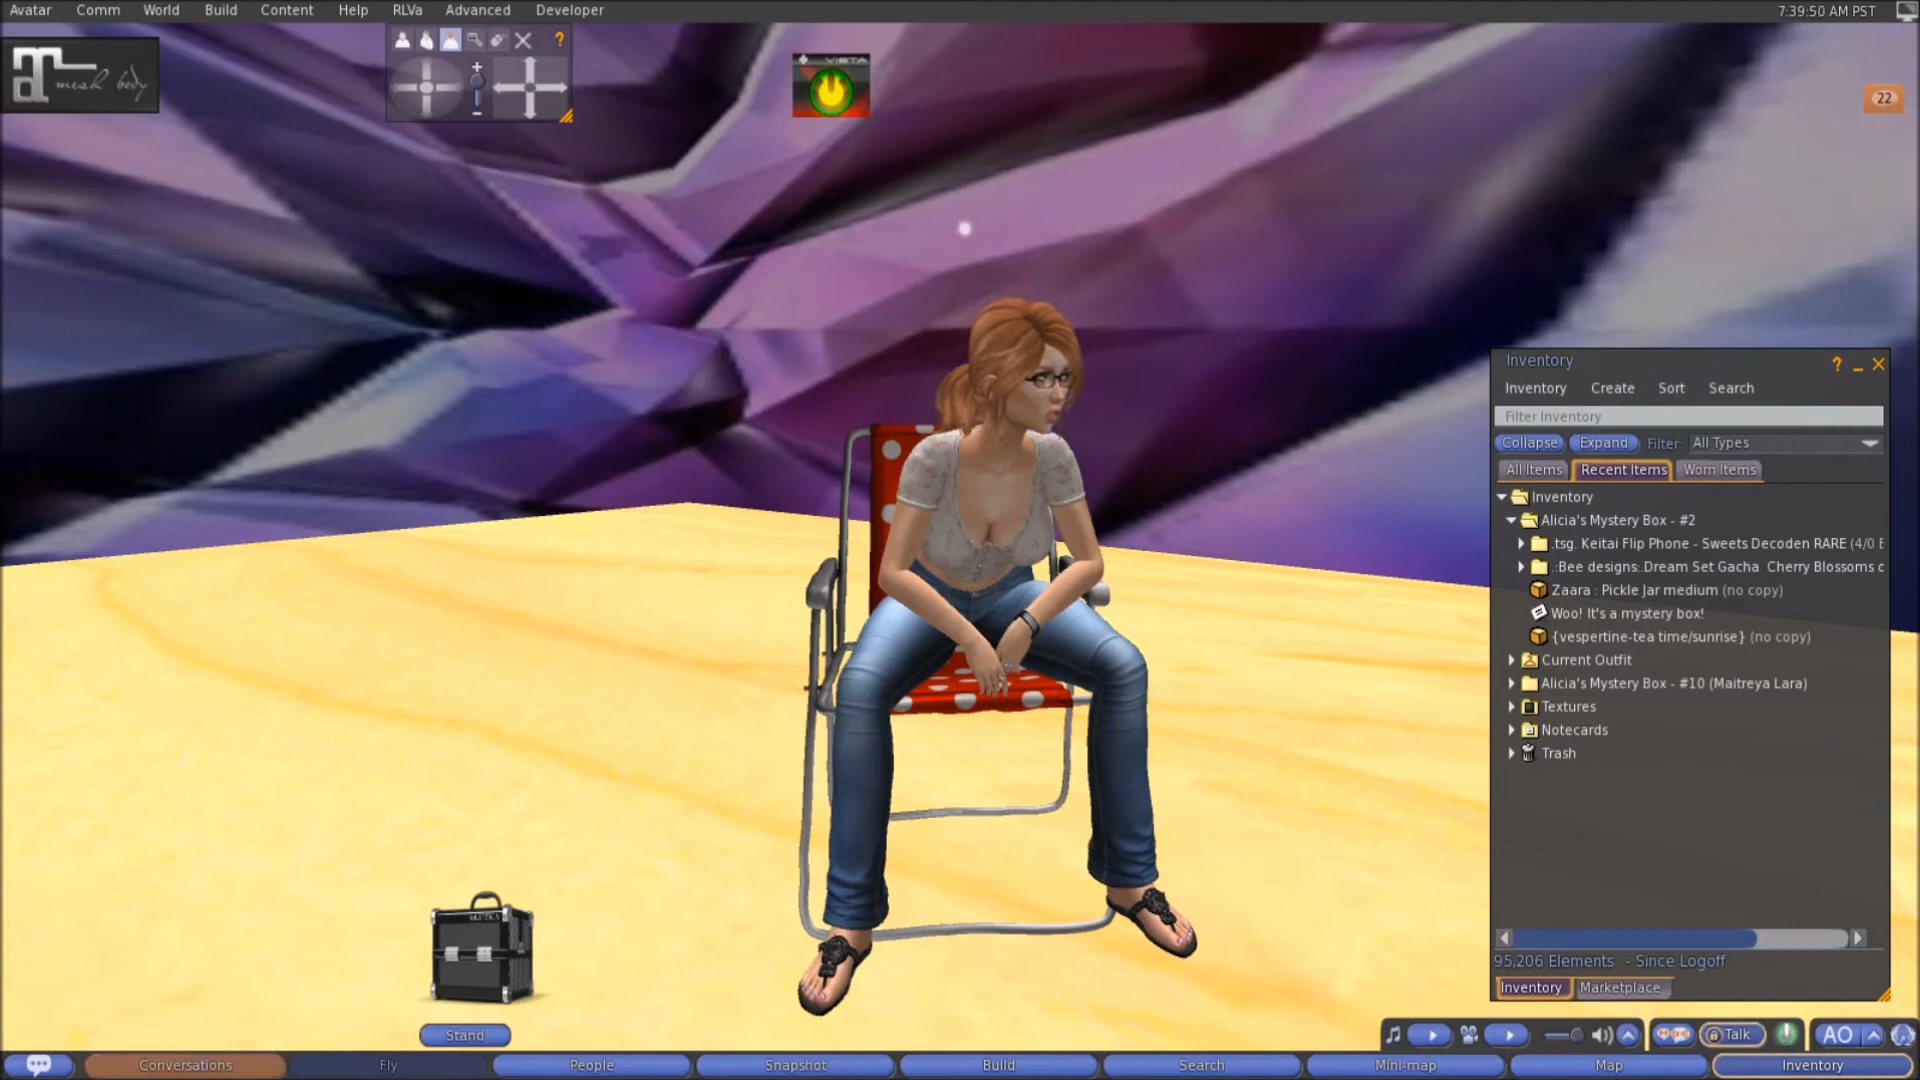 Avatar Comm World Build Content Help RLVa Advanced Developer
7:39:50 AM PST
mesh body
?
VISTA
22
Inventory
?
Inventory Create Sort Search
Filter Inventory
Collapse Expand Filter: All Types
All Items Recent Items Worn Items
Inventory
Alicia's Mystery Box - #2
.tsg. Keitai Flip Phone - Sweets Decoden RARE (4/0 E
.:Bee designs:.Dream Set Gacha Cherry Blossoms c
Zaara : Pickle Jar medium (no copy)
Woo! It's a mystery box!
{vespertine-tea time/sunrise} (no copy)
Current Outfit
Alicia's Mystery Box - #10 (Maitreya Lara)
Textures
Notecards
Trash
95,206 Elements - Since Logoff
Inventory Marketplace
Stand
Talk
AO
Conversations Fly People Snapshot Build Search Mini-map Map Inventory